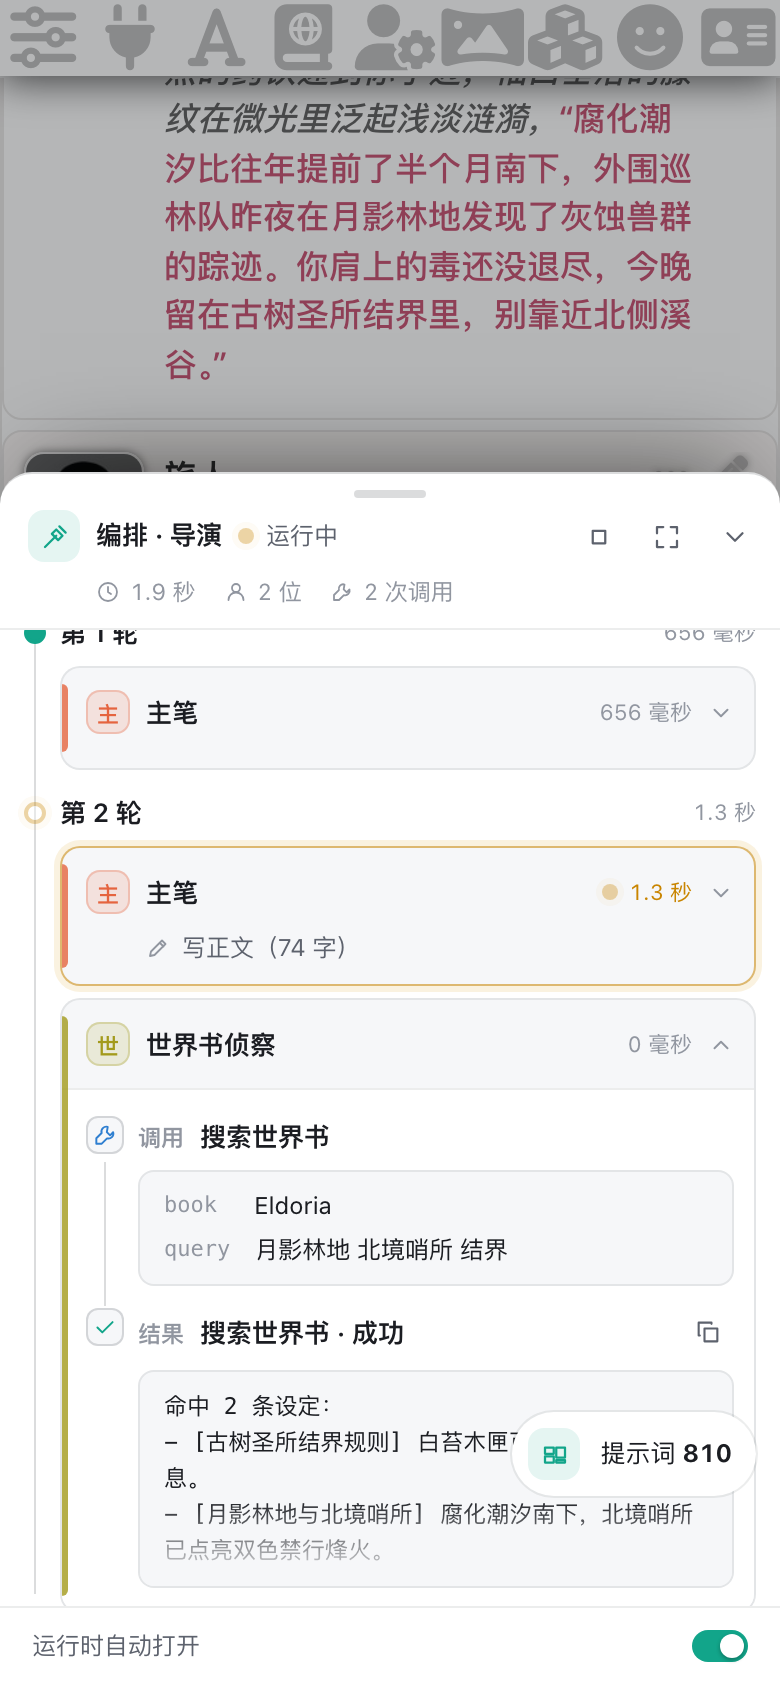 纹在微光里泛起浅淡涟漪，“腐化潮
汐比往年提前了半个月南下，外围巡
林队昨夜在月影林地发现了灰蚀兽群
的踪迹。你肩上的毒还没退尽，今晚
留在古树圣所结界里，别靠近北侧溪
谷。”
编排 · 导演 运行中
1.9 秒 2 位 2 次调用
第 1 轮 656 毫秒
主 主笔 656 毫秒
第 2 轮 1.3 秒
主 主笔 1.3 秒
写正文（74 字）
世 世界书侦察 0 毫秒
调用 搜索世界书
book Eldoria
query 月影林地 北境哨所 结界
结果 搜索世界书 · 成功
命中 2 条设定：
– [古树圣所结界规则] 白苔木匣
息。
– [月影林地与北境哨所] 腐化潮汐南下，北境哨所
已点亮双色禁行烽火。
提示词 810
运行时自动打开